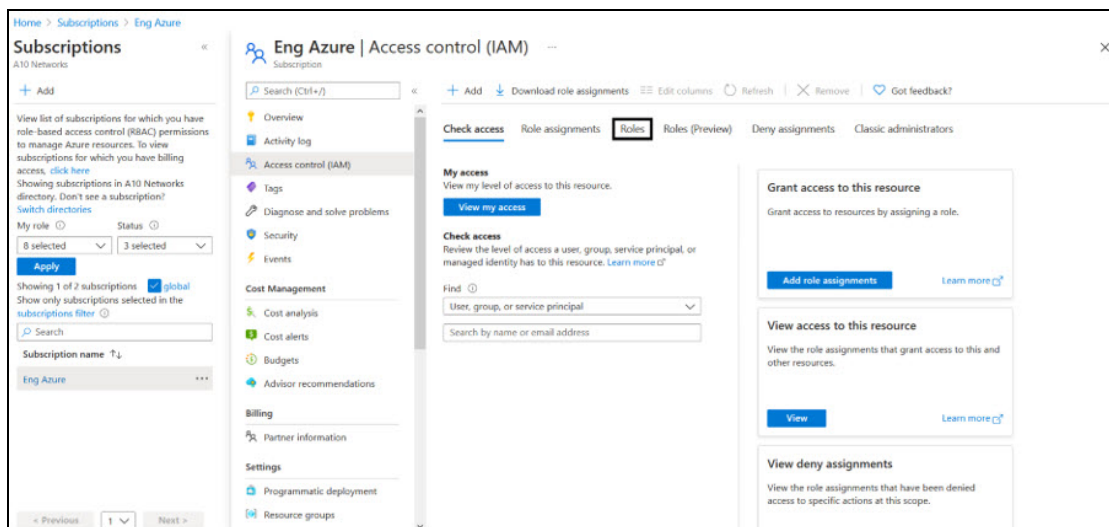 Home > Subscriptions > Eng Azure
Subscriptions «
A10 Networks
+ Add
View list of subscriptions for which you have
role-based access control (RBAC) permissions
to manage Azure resources. To view
subscriptions for which you have billing
access, click here
Showing subscriptions in A10 Networks
directory. Don't see a subscription?
Switch directories
My role Status
8 selected 3 selected
Apply
Showing 1 of 2 subscriptions global
Show only subscriptions selected in the
subscriptions filter
Search
Subscription name ↑↓
Eng Azure ...
< Previous 1 Next >
Eng Azure | Access control (IAM) ...
Subscription
Search (Ctrl+/) «
Overview
Activity log
Access control (IAM)
Tags
Diagnose and solve problems
Security
Events
Cost Management
Cost analysis
Cost alerts
Budgets
Advisor recommendations
Billing
Partner information
Settings
Programmatic deployment
Resource groups
+ Add Download role assignments Edit columns Refresh | Remove | Got feedback?
Check access Role assignments Roles Roles (Preview) Deny assignments Classic administrators
My access
View my level of access to this resource.
View my access
Check access
Review the level of access a user, group, service principal, or
managed identity has to this resource. Learn more
Find
User, group, or service principal
Search by name or email address
Grant access to this resource
Grant access to resources by assigning a role.
Add role assignments Learn more
View access to this resource
View the role assignments that grant access to this and
other resources.
View Learn more
View deny assignments
View the role assignments that have been denied
access to specific actions at this scope.